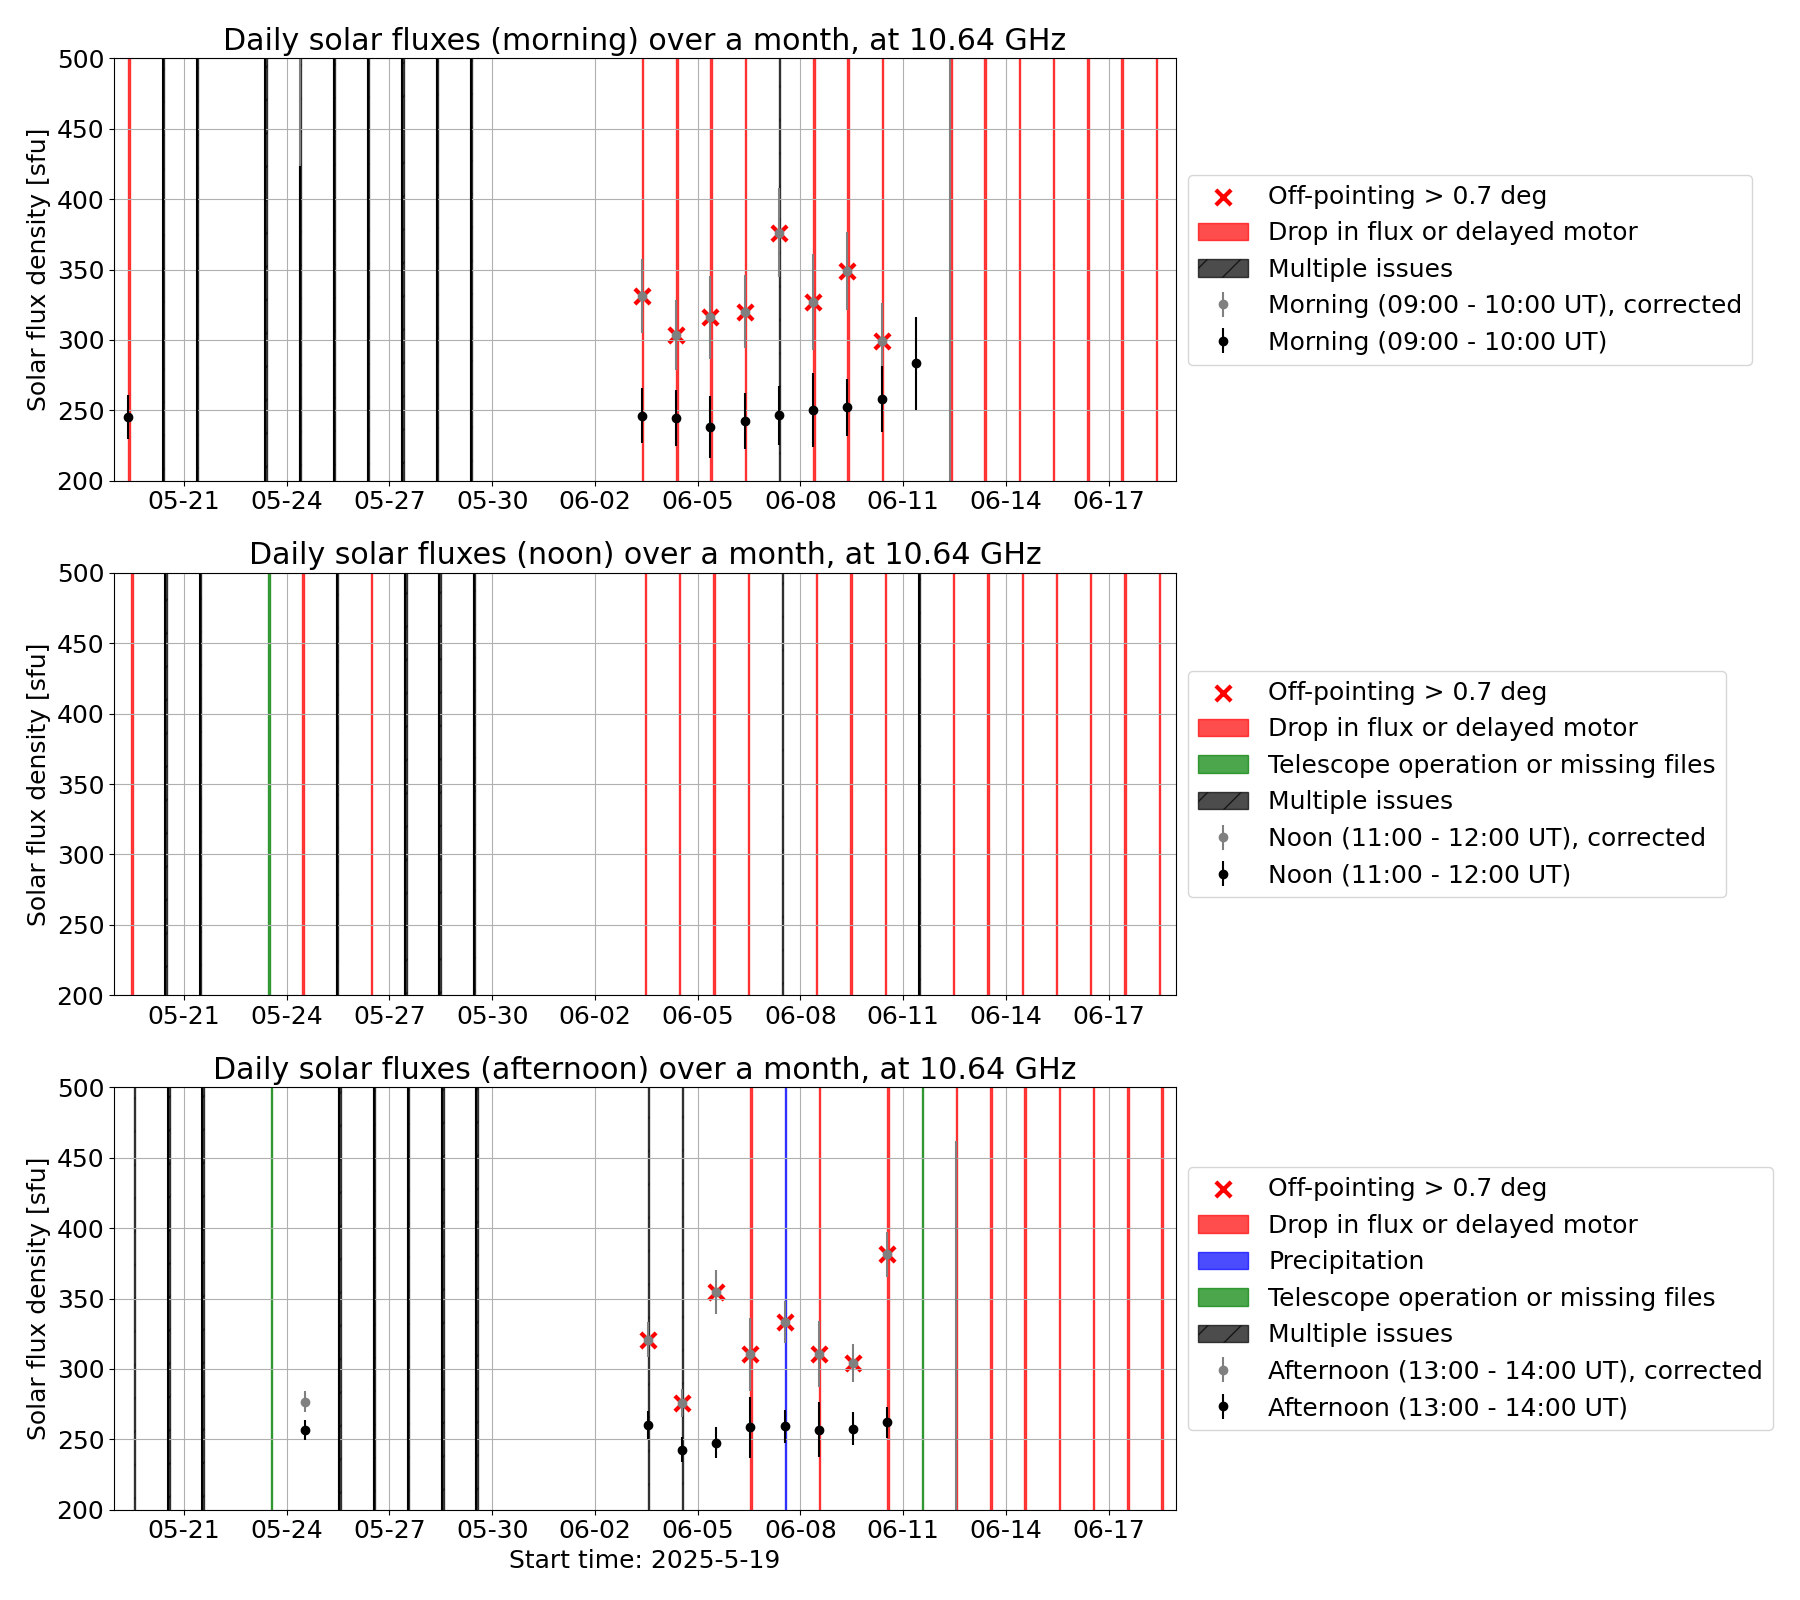 Daily solar fluxes (morning) over a month, at 10.64 GHz
500
450
400
350
300
250
200
Solar flux density [sfu]
05-21 05-24 05-27 05-30 06-02 06-05 06-08 06-11 06-14 06-17
Off-pointing > 0.7 deg
Drop in flux or delayed motor
Multiple issues
Morning (09:00 - 10:00 UT), corrected
Morning (09:00 - 10:00 UT)
Daily solar fluxes (noon) over a month, at 10.64 GHz
500
450
400
350
300
250
200
Solar flux density [sfu]
05-21 05-24 05-27 05-30 06-02 06-05 06-08 06-11 06-14 06-17
Off-pointing > 0.7 deg
Drop in flux or delayed motor
Telescope operation or missing files
Multiple issues
Noon (11:00 - 12:00 UT), corrected
Noon (11:00 - 12:00 UT)
Daily solar fluxes (afternoon) over a month, at 10.64 GHz
500
450
400
350
300
250
200
Solar flux density [sfu]
05-21 05-24 05-27 05-30 06-02 06-05 06-08 06-11 06-14 06-17
Start time: 2025-5-19
Off-pointing > 0.7 deg
Drop in flux or delayed motor
Precipitation
Telescope operation or missing files
Multiple issues
Afternoon (13:00 - 14:00 UT), corrected
Afternoon (13:00 - 14:00 UT)